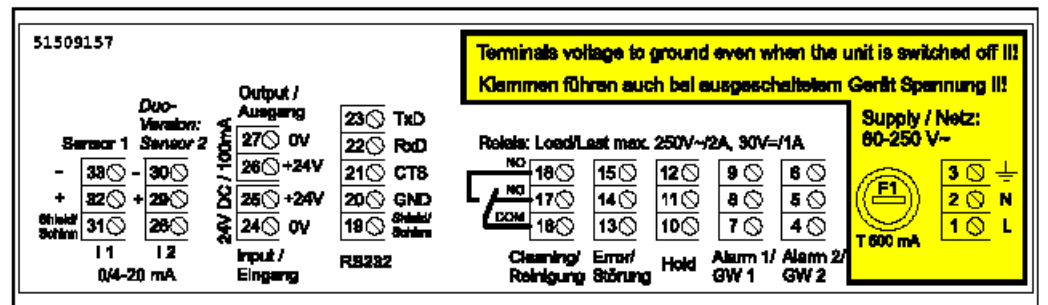 51509157
Terminals voltage to ground even when the unit is switched off !!!
Klemmen führen auch bei ausgeschaltetem Gerät Spannung !!!
Sensor 1
Duo-
Version:
Sensor 2
- 33 - 30
+ 32 + 29
Shield/
Schirm 31 28
I 1 I 2
0/4-20 mA
24V DC / 100mA
Output /
Ausgang
27 0V
26 +24V
25 +24V
24 0V
Input /
Eingang
23 TxD
22 RxD
21 CTS
20 GND
19 Shield/
Schirm
RS232
Relais: Load/Last max. 250V~/2A, 30V=/1A
NC 18 15 12 9 6
NO 17 14 11 8 5
COM 16 13 10 7 4
Cleaning/
Reinigung
Error/
Störung
Hold
Alarm 1/
GW 1
Alarm 2/
GW 2
Supply / Netz:
60-250 V~
F1
T 600 mA
3
2 N
1 L